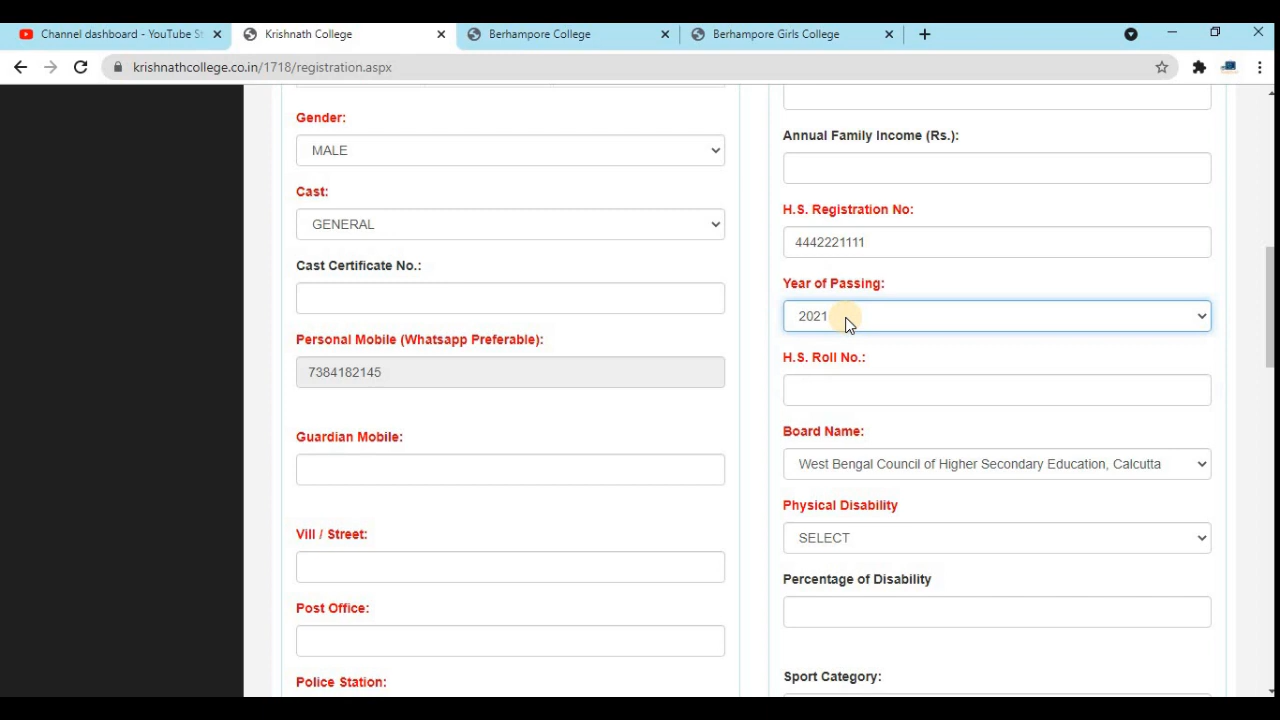 Channel dashboard - YouTube St
Krishnath College
Berhampore College
Berhampore Girls College
krishnathcollege.co.in/1718/registration.aspx
Gender:
MALE
Cast:
GENERAL
Cast Certificate No.:
Personal Mobile (Whatsapp Preferable):
7384182145
Guardian Mobile:
Vill / Street:
Post Office:
Police Station:
Annual Family Income (Rs.):
H.S. Registration No:
4442221111
Year of Passing:
2021
H.S. Roll No.:
Board Name:
West Bengal Council of Higher Secondary Education, Calcutta
Physical Disability
SELECT
Percentage of Disability
Sport Category: